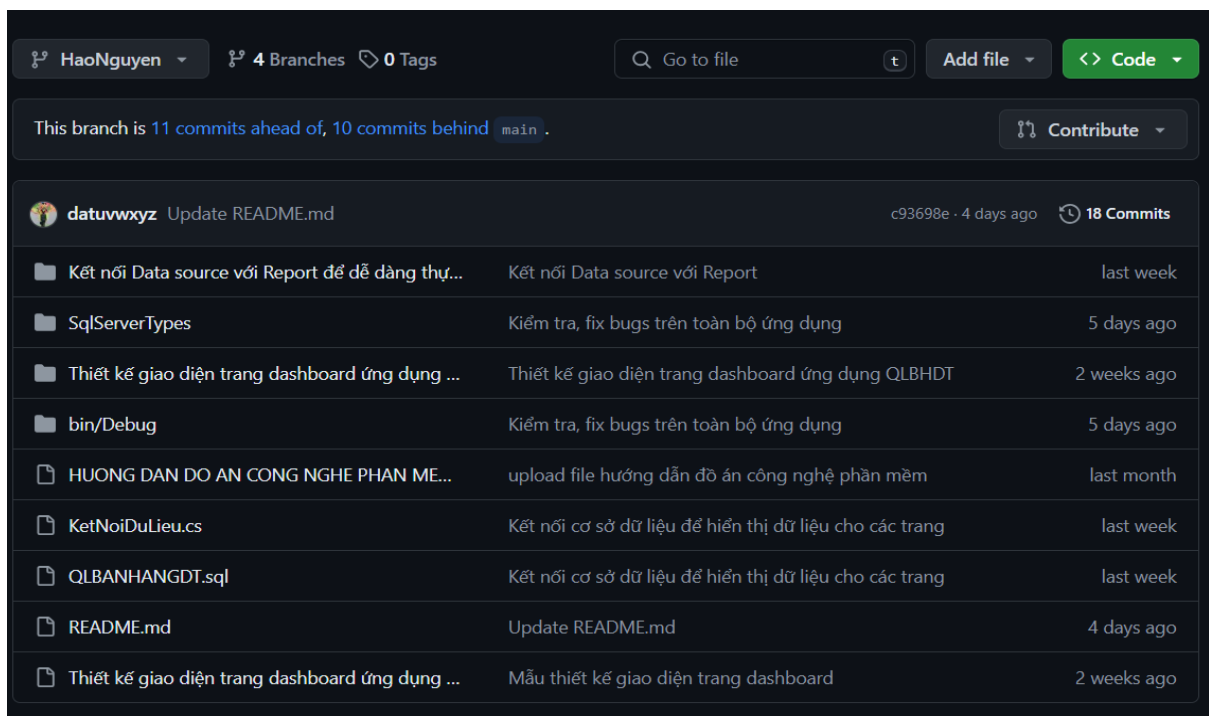 HaoNguyen 4 Branches 0 Tags Go to file t Add file <> Code
This branch is 11 commits ahead of, 10 commits behind main . Contribute
datuvwxyz Update README.md c93698e · 4 days ago 18 Commits
Kết nối Data source với Report để dễ dàng thự... Kết nối Data source với Report last week
SqlServerTypes Kiểm tra, fix bugs trên toàn bộ ứng dụng 5 days ago
Thiết kế giao diện trang dashboard ứng dụng ... Thiết kế giao diện trang dashboard ứng dụng QLBHDT 2 weeks ago
bin/Debug Kiểm tra, fix bugs trên toàn bộ ứng dụng 5 days ago
HUONG DAN DO AN CONG NGHE PHAN ME... upload file hướng dẫn đồ án công nghệ phần mềm last month
KetNoiDuLieu.cs Kết nối cơ sở dữ liệu để hiển thị dữ liệu cho các trang last week
QLBANHANGDT.sql Kết nối cơ sở dữ liệu để hiển thị dữ liệu cho các trang last week
README.md Update README.md 4 days ago
Thiết kế giao diện trang dashboard ứng dụng ... Mẫu thiết kế giao diện trang dashboard 2 weeks ago